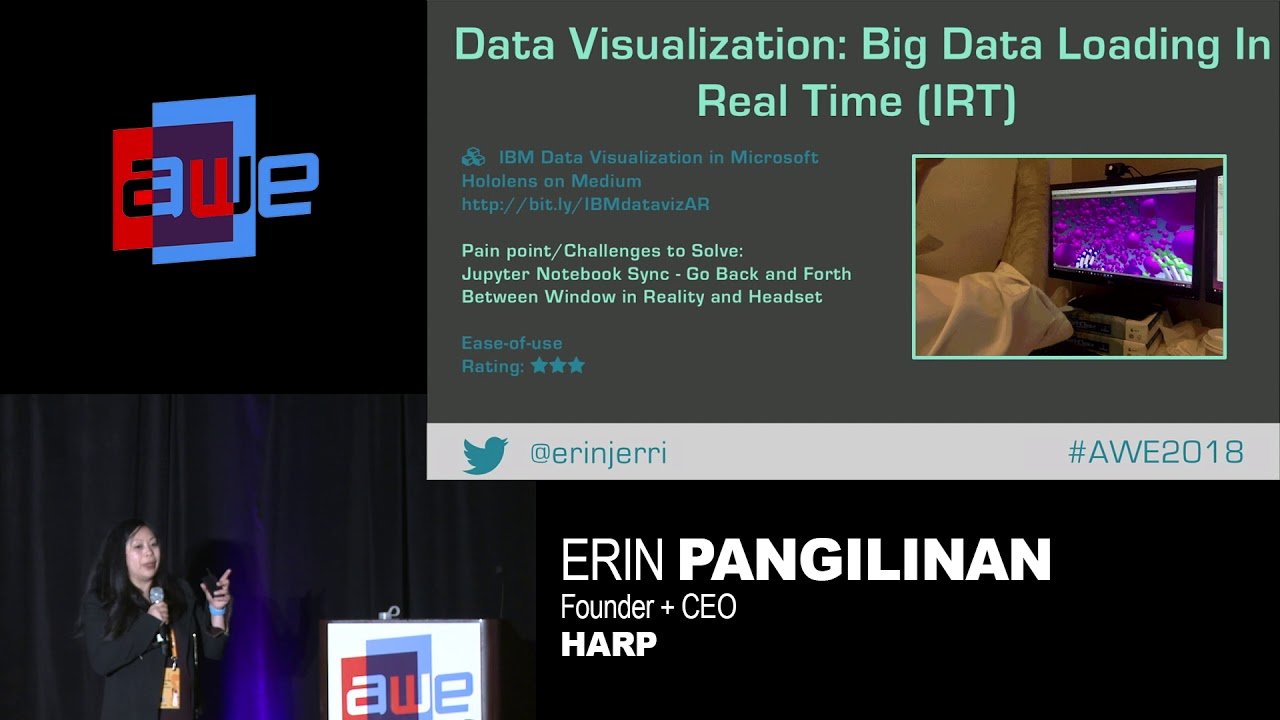 awe
Data Visualization: Big Data Loading In
Real Time (IRT)
IBM Data Visualization in Microsoft
Hololens on Medium
http://bit.ly/IBMdatavizAR
Pain point/Challenges to Solve:
Jupyter Notebook Sync - Go Back and Forth
Between Window in Reality and Headset
Ease-of-use
Rating:
@erinjerri
#AWE2018
ERIN PANGILINAN
Founder + CEO
HARP
awe